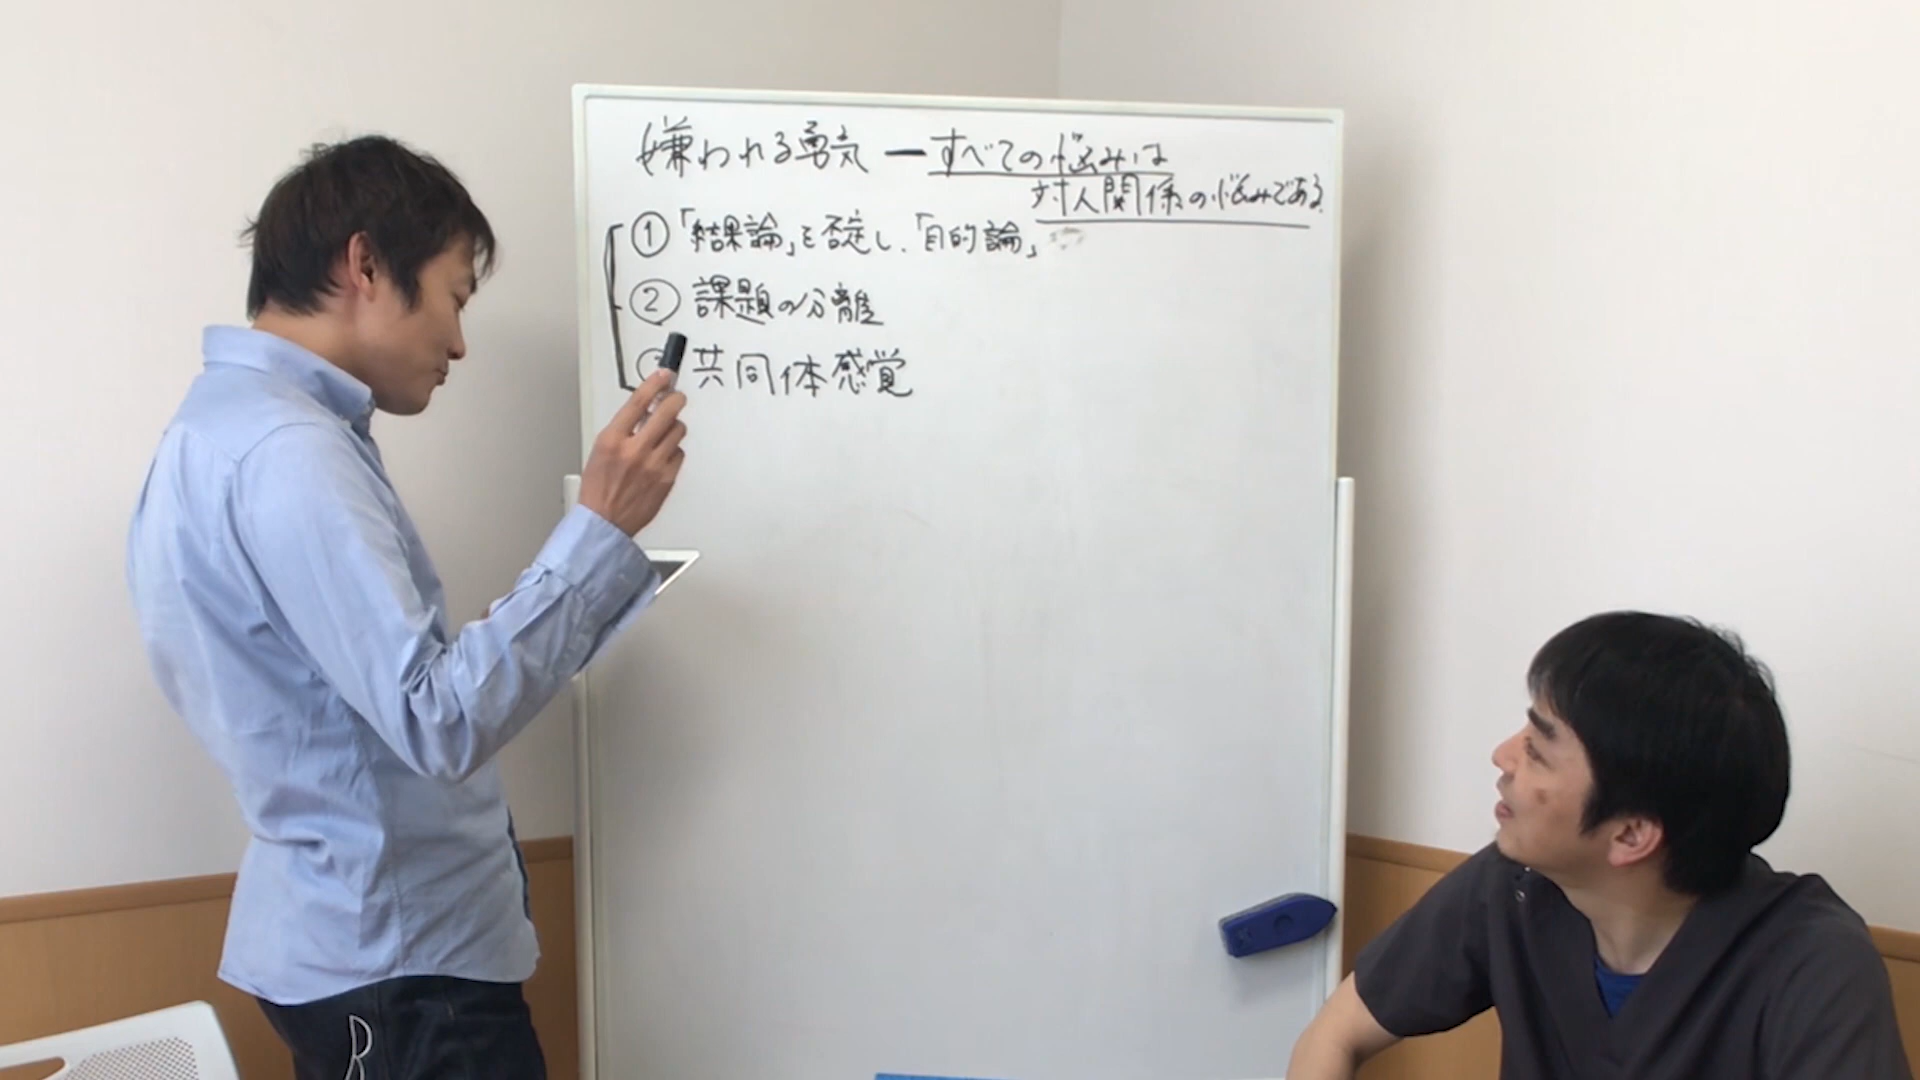 嫌われる勇気 ー すべての悩みは
対人関係の悩みである.
① 「結果論」を否定し、「目的論」
② 課題の分離
③ 共同体感覚
R